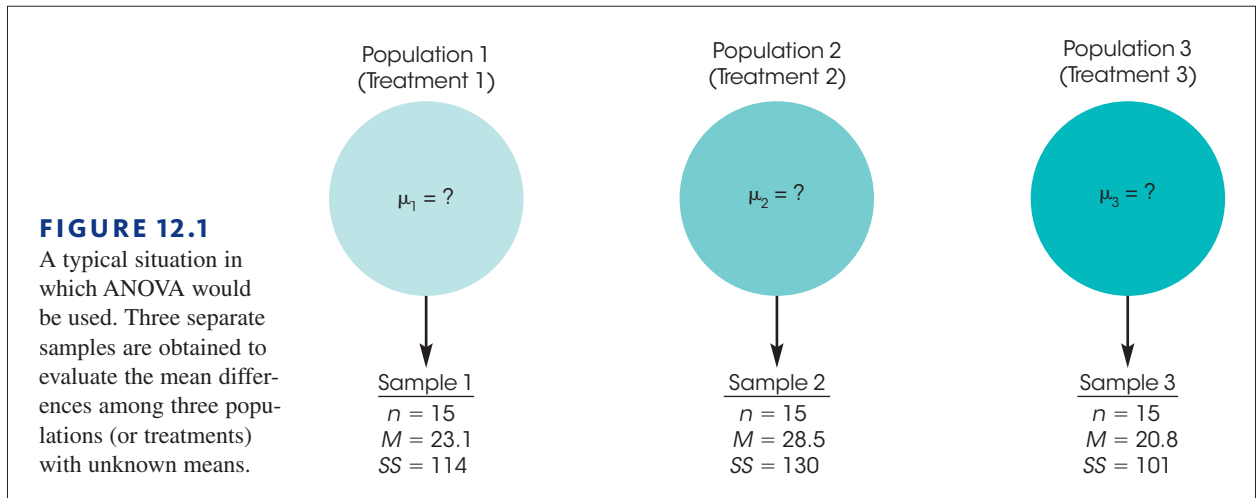 Population 1
(Treatment 1)
Population 2
(Treatment 2)
Population 3
(Treatment 3)
μ1 = ?
μ2 = ?
μ3 = ?
FIGURE 12.1
A typical situation in
which ANOVA would
be used. Three separate
samples are obtained to
evaluate the mean differ-
ences among three popu-
lations (or treatments)
with unknown means.
Sample 1
n = 15
M = 23.1
SS = 114
Sample 2
n = 15
M = 28.5
SS = 130
Sample 3
n = 15
M = 20.8
SS = 101